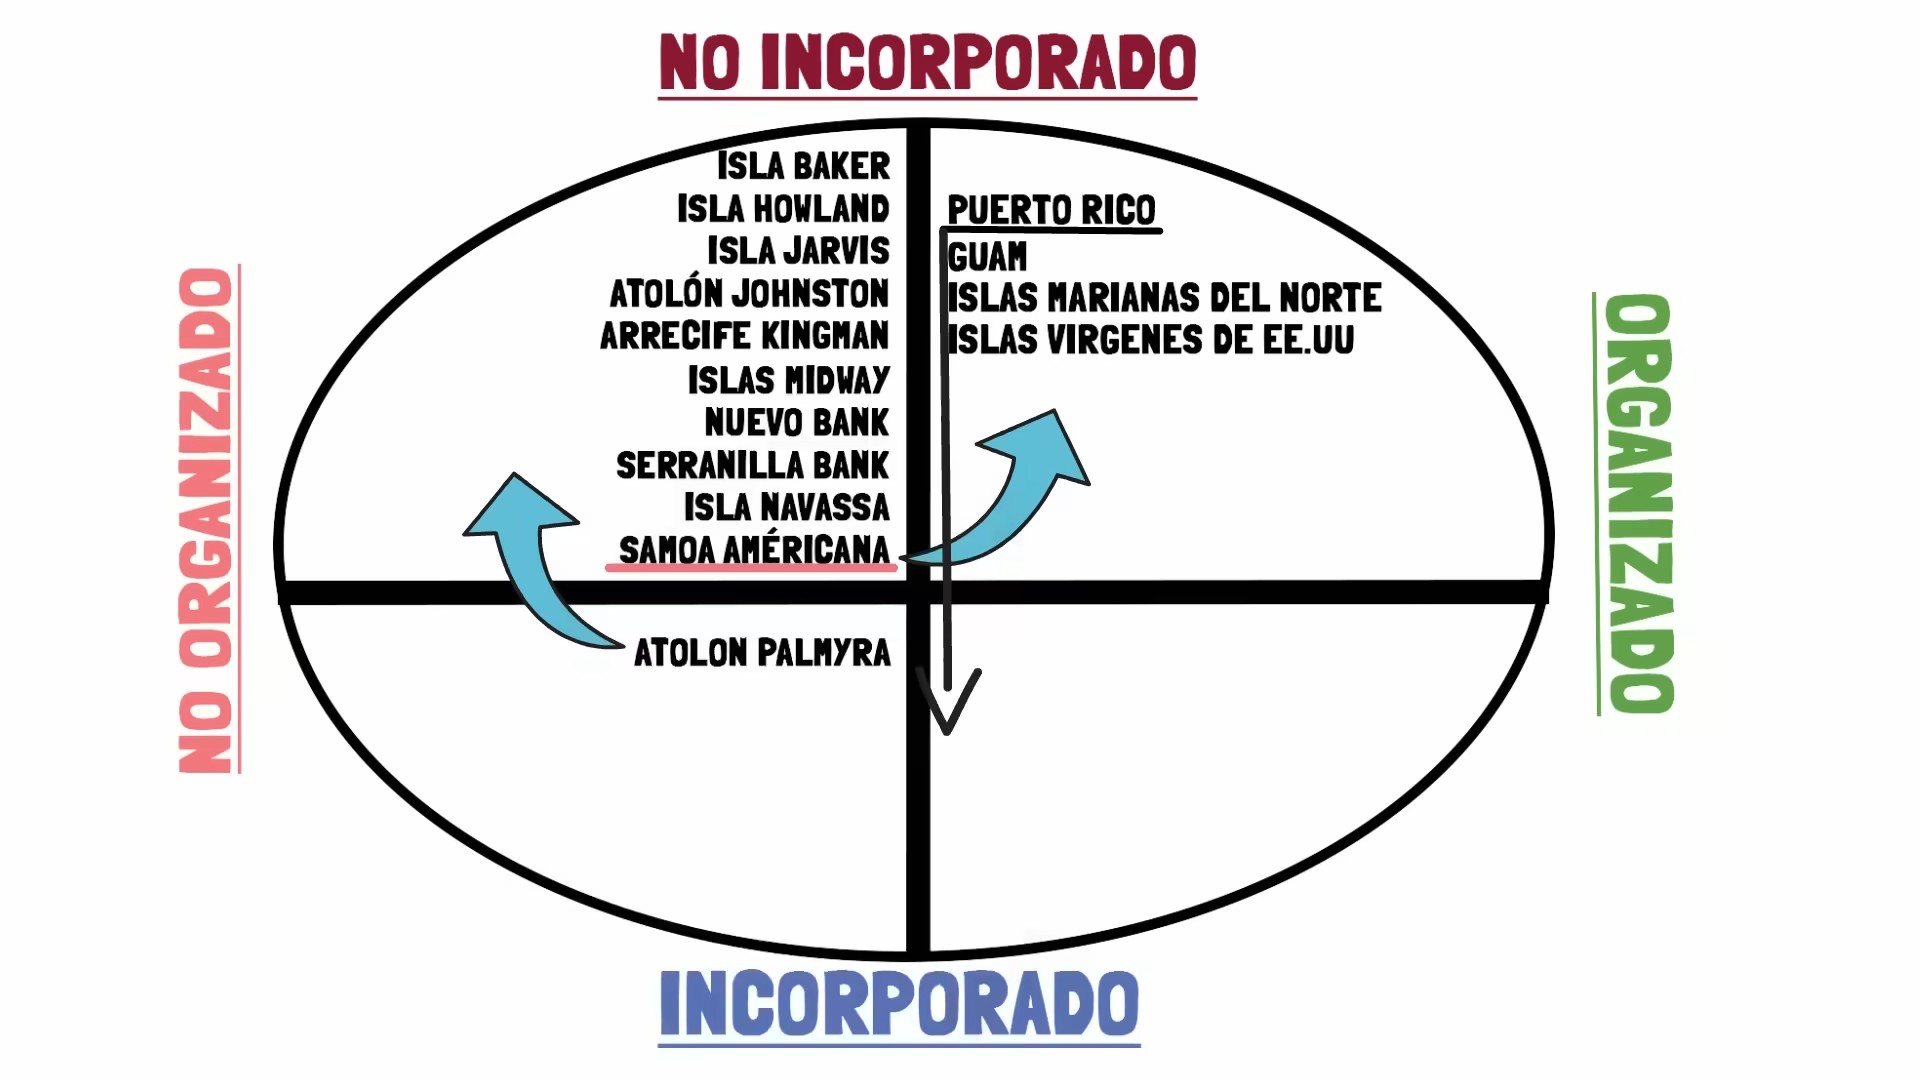 NO INCORPORADO
NO ORGANIZADO
ISLA BAKER
ISLA HOWLAND
ISLA JARVIS
ATOLÓN JOHNSTON
ARRECIFE KINGMAN
ISLAS MIDWAY
NUEVO BANK
SERRANILLA BANK
ISLA NAVASSA
SAMOA AMÉRICANA
PUERTO RICO
GUAM
ISLAS MARIANAS DEL NORTE
ISLAS VIRGENES DE EE.UU
ORGANIZADO
ATOLON PALMYRA
INCORPORADO